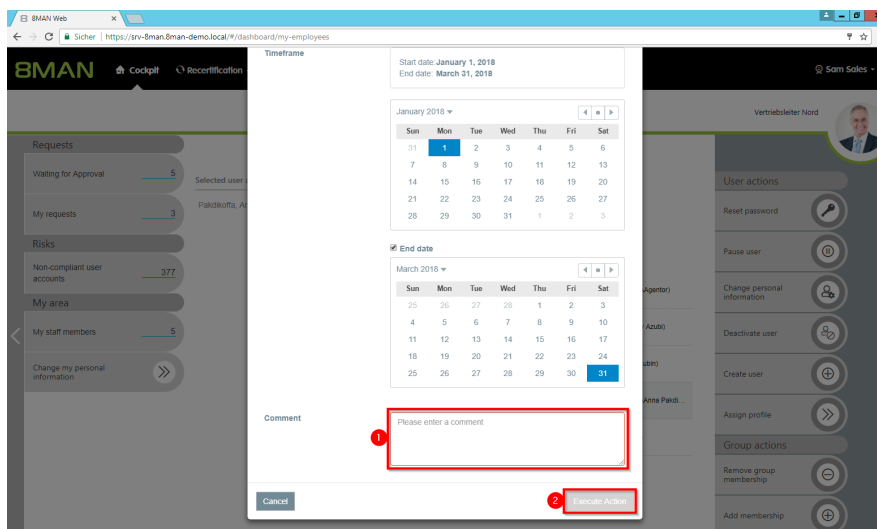 8MAN Web
Sicher | https://srv-8man.8man-demo.local/#/dashboard/my-employees
8MAN
Cockpit
Recertification
Sam Sales
Vertriebsleiter Nord
Requests
Waiting for Approval 5
My requests 3
Risks
Non-compliant user
accounts 377
My area
My staff members 5
Change my personal
information
Selected user a
Pakdikoffa, An
Timeframe
Start date: January 1, 2018
End date: March 31, 2018
January 2018
Sun Mon Tue Wed Thu Fri Sat
31 1 2 3 4 5 6
7 8 9 10 11 12 13
14 15 16 17 18 19 20
21 22 23 24 25 26 27
28 29 30 31 1 2 3
End date
March 2018
Sun Mon Tue Wed Thu Fri Sat
25 26 27 28 1 2 3
4 5 6 7 8 9 10
11 12 13 14 15 16 17
18 19 20 21 22 23 24
25 26 27 28 29 30 31
Comment
1
Please enter a comment
Cancel
2
Execute Action
Agentor)
Azubi)
ubin)
Anna Pakdi...
User actions
Reset password
Pause user
Change personal
information
Deactivate user
Create user
Assign profile
Group actions
Remove group
membership
Add membership